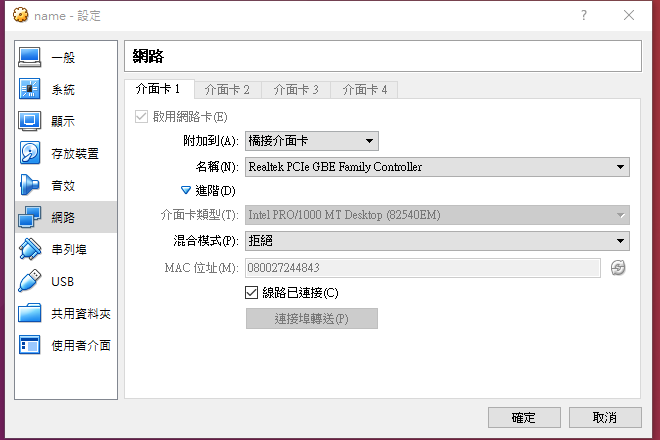 name - 設定
一般
系統
顯示
存放裝置
音效
網路
串列埠
USB
共用資料夾
使用者介面
網路
介面卡 1 介面卡 2 介面卡 3 介面卡 4
啟用網路卡(E)
附加到(A): 橋接介面卡
名稱(N): Realtek PCIe GBE Family Controller
進階(D)
介面卡類型(T): Intel PRO/1000 MT Desktop (82540EM)
混合模式(P): 拒絕
MAC 位址(M): 080027244843
線路已連接(C)
連接埠轉送(P)
確定 取消